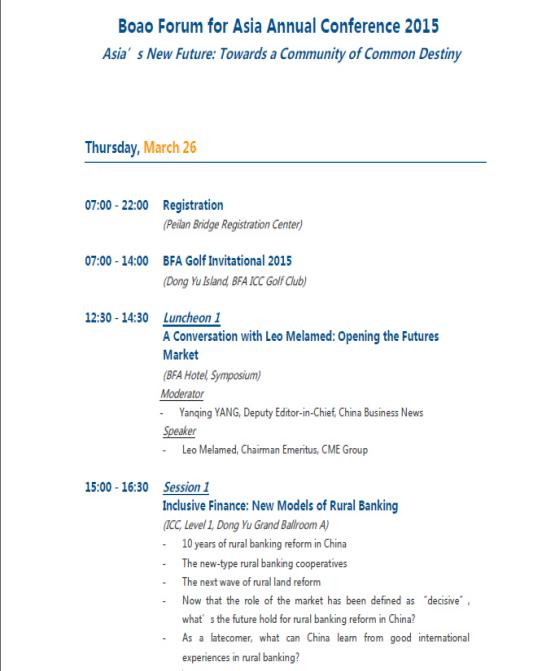 Boao Forum for Asia Annual Conference 2015
Asia’s New Future: Towards a Community of Common Destiny
Thursday, March 26
07:00 - 22:00 Registration
(Peilan Bridge Registration Center)
07:00 - 14:00 BFA Golf Invitational 2015
(Dong Yu Island, BFA ICC Golf Club)
12:30 - 14:30 Luncheon 1
A Conversation with Leo Melamed: Opening the Futures
Market
(BFA Hotel, Symposium)
Moderator
- Yanqing YANG, Deputy Editor-in-Chief, China Business News
Speaker
- Leo Melamed, Chairman Emeritus, CME Group
15:00 - 16:30 Session 1
Inclusive Finance: New Models of Rural Banking
(ICC, Level 1, Dong Yu Grand Ballroom A)
- 10 years of rural banking reform in China
- The new-type rural banking cooperatives
- The next wave of rural land reform
- Now that the role of the market has been defined as “decisive”,
what’s the future hold for rural banking reform in China?
- As a latecomer, what can China learn from good international
experiences in rural banking?